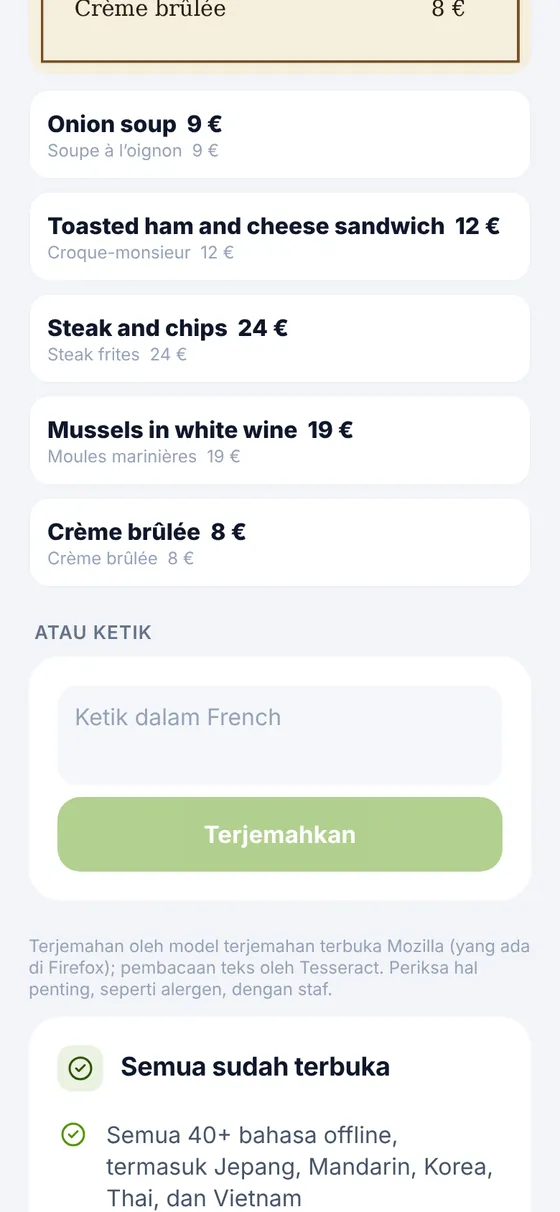 Crème brûlée 8 €
Onion soup 9 €
Soupe à l’oignon 9 €
Toasted ham and cheese sandwich 12 €
Croque-monsieur 12 €
Steak and chips 24 €
Steak frites 24 €
Mussels in white wine 19 €
Moules marinières 19 €
Crème brûlée 8 €
Crème brûlée 8 €
ATAU KETIK
Ketik dalam French
Terjemahkan
Terjemahan oleh model terjemahan terbuka Mozilla (yang ada
di Firefox); pembacaan teks oleh Tesseract. Periksa hal
penting, seperti alergen, dengan staf.
Semua sudah terbuka
Semua 40+ bahasa offline,
termasuk Jepang, Mandarin, Korea,
Thai, dan Vietnam